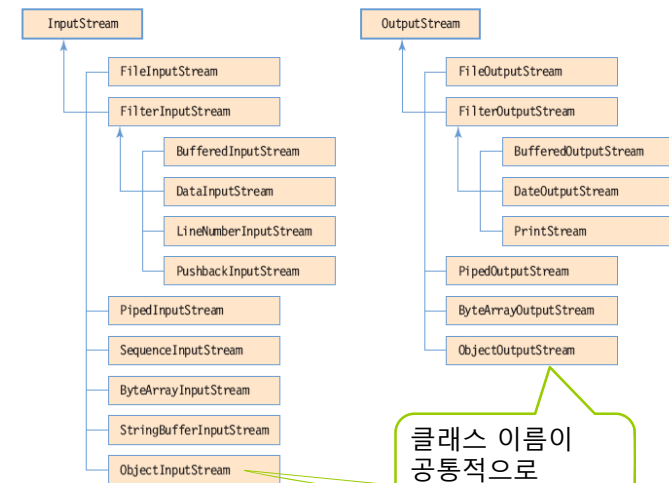 InputStream
FileInputStream
FilterInputStream
BufferedInputStream
DataInputStream
LineNumberInputStream
PushbackInputStream
PipedInputStream
SequenceInputStream
ByteArrayInputStream
StringBufferInputStream
ObjectInputStream
OutputStream
FileOutputStream
FilterOutputStream
BufferedOutputStream
DateOutputStream
PrintStream
PipedOutputStream
ByteArrayOutputStream
ObjectOutputStream
클래스 이름이
공통적으로